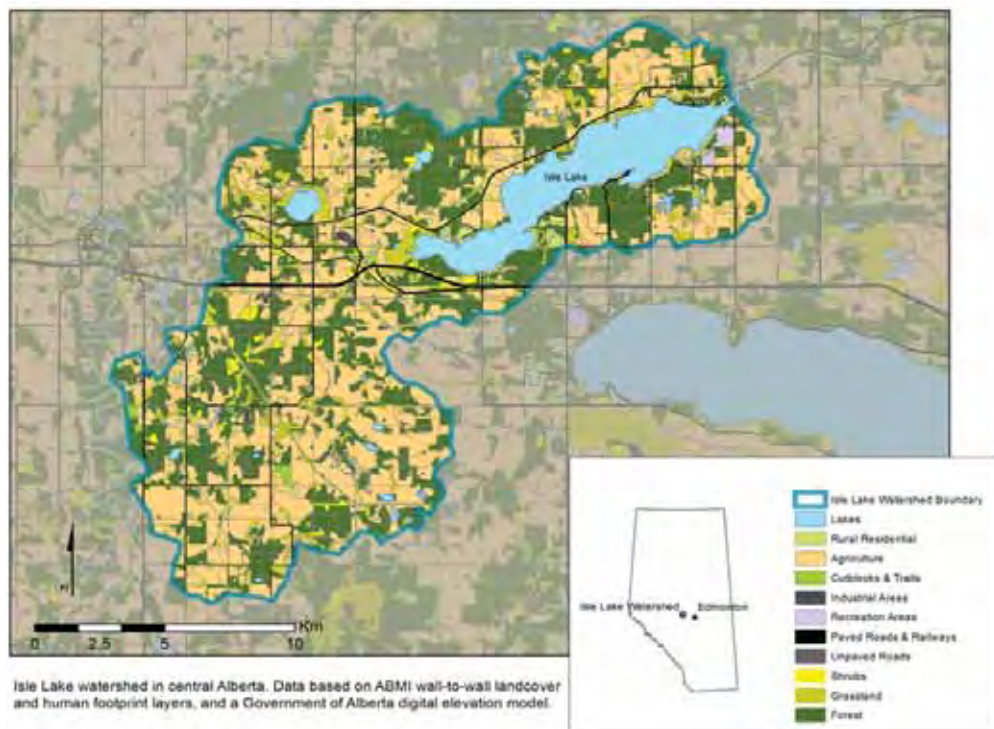 Isle Lake
Km
0 2.5 5 10
Isle Lake watershed in central Alberta. Data based on ABMI wall-to-wall landcover
and human footprint layers, and a Government of Alberta digital elevation model.
Isle Lake Watershed
Edmonton
Isle Lake Watershed Boundary
Lakes
Rural Residential
Agriculture
Cutblocks & Trails
Industrial Areas
Recreation Areas
Paved Roads & Railways
Unpaved Roads
Shrubs
Grassland
Forest